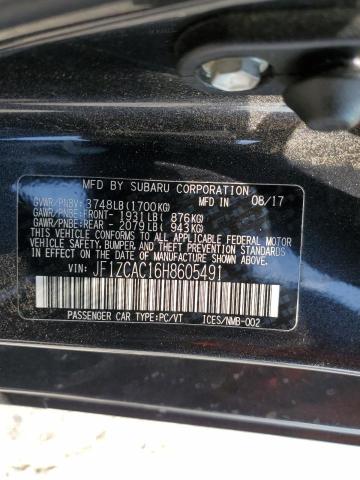 MFD BY SUBARU CORPORATION IN 08/17
GVWR/PNBV: 3748LB(1700KG)
GAWR/PNBE:FRONT- 1931LB( 876KG)
GAWR/PNBE:REAR - 2079LB( 943KG)
THIS VEHICLE CONFORMS TO ALL APPLICABLE FEDERAL MOTOR
VEHICLE SAFETY, BUMPER, AND THEFT PREVENTION STANDARDS
IN EFFECT ON THE DATE OF MANUFACTURE SHOWN ABOVE.
VIN: JF1ZCAC16H8605491
PASSENGER CAR TYPE:PC/VT ICES/NMB-002